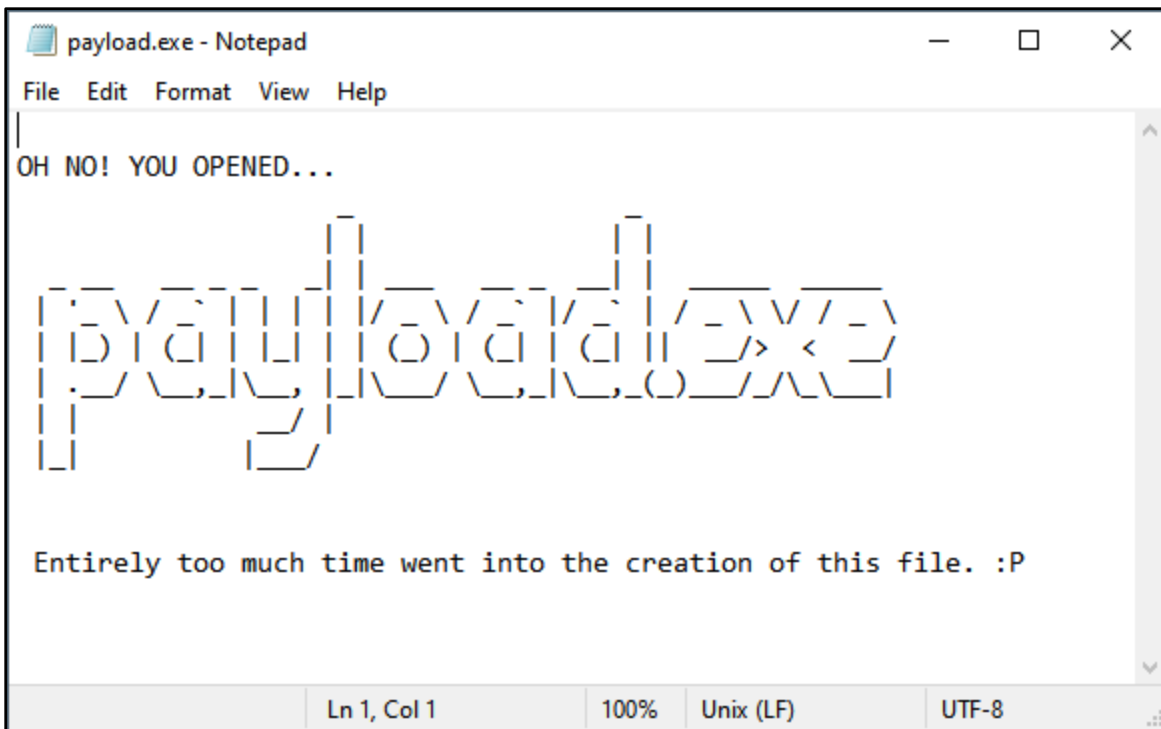 payload.exe - Notepad
File Edit Format View Help
OH NO! YOU OPENED...
payload.exe
Entirely too much time went into the creation of this file. :P
Ln 1, Col 1 100% Unix (LF) UTF-8